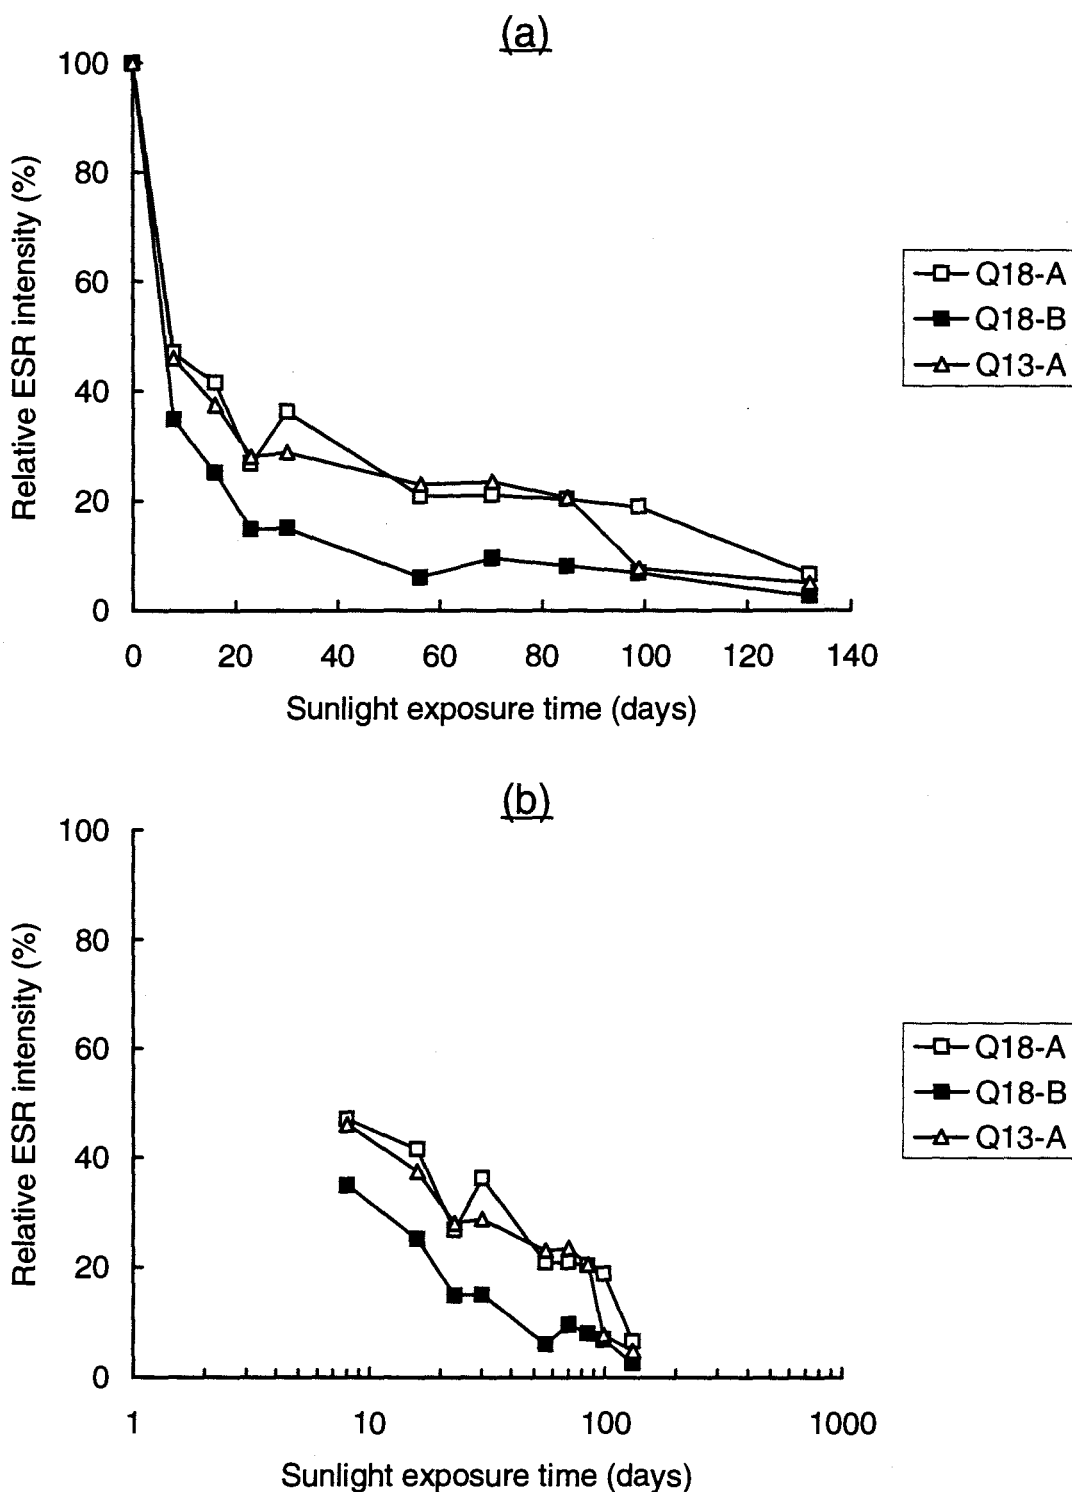 (a)
Relative ESR intensity (%)
100
80
60
40
20
0
0 20 40 60 80 100 120 140
Sunlight exposure time (days)
Q18-A
Q18-B
Q13-A
(b)
Relative ESR intensity (%)
100
80
60
40
20
0
1 10 100 1000
Sunlight exposure time (days)
Q18-A
Q18-B
Q13-A